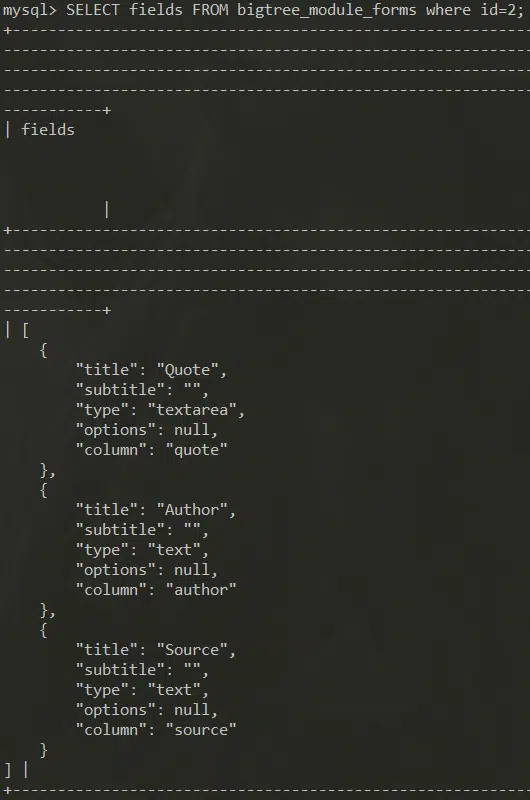 mysql> SELECT fields FROM bigtree_module_forms where id=2;
+----------------------------------------------------------
-----------------------------------------------------------
-----------------------------------------------------------
-----------------------------------------------------------
-----------+
| fields
|
+----------------------------------------------------------
-----------------------------------------------------------
-----------------------------------------------------------
-----------------------------------------------------------
-----------+
| [
    {
        "title": "Quote",
        "subtitle": "",
        "type": "textarea",
        "options": null,
        "column": "quote"
    },
    {
        "title": "Author",
        "subtitle": "",
        "type": "text",
        "options": null,
        "column": "author"
    },
    {
        "title": "Source",
        "subtitle": "",
        "type": "text",
        "options": null,
        "column": "source"
    }
] |
+----------------------------------------------------------